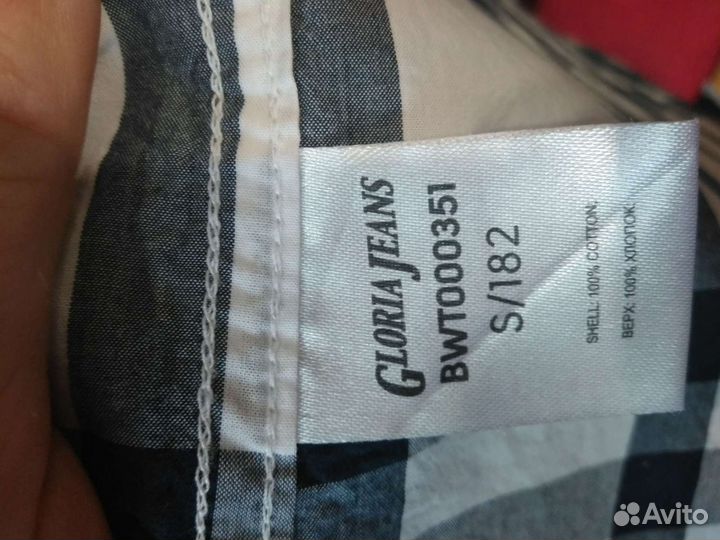 GLORIA JEANS
BWT000351
S/182
SHELL: 100% COTTON;
ВЕРХ: 100% ХЛОПОК;
Avito